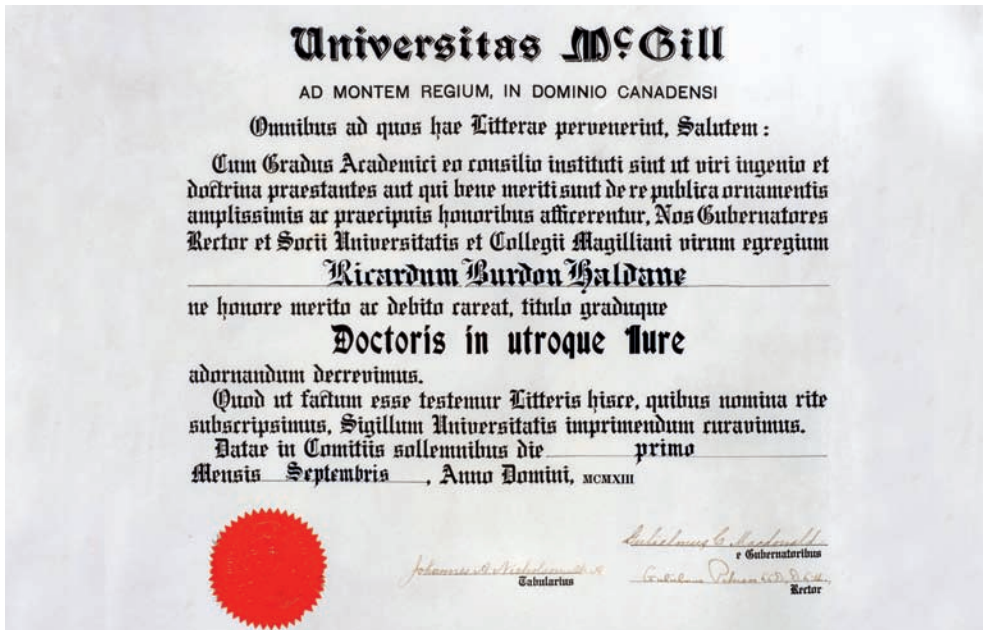 Universitas McGill
AD MONTEM REGIUM, IN DOMINIO CANADENSI
Omnibus ad quos hae Litterae pervenerint, Salutem :
Cum Gradus Academici eo consilio instituti sint ut viri ingenio et
doctrina praestantes aut qui bene meriti sunt de re publica ornamentis
amplissimis ac praecipuis honoribus afficerentur, Nos Gubernatores
Rector et Socii Universitatis et Collegii Magilliani virum egregium
Ricardum Burdon Haldane
ne honore merito ac debito careat, titulo graduque
Doctoris in utroque Iure
adornandum decrevimus.
Quod ut factum esse testemur Litteris hisce, quibus nomina rite
subscripsimus, Sigillum Universitatis imprimendum curavimus.
Datae in Comitiis sollemnibus die primo
Mensis Septembris, Anno Domini, MCMXIII
Gulielmus C. Macdonald
e Gubernatoribus
Johannes A. Nicholson
Tabularius
Rector